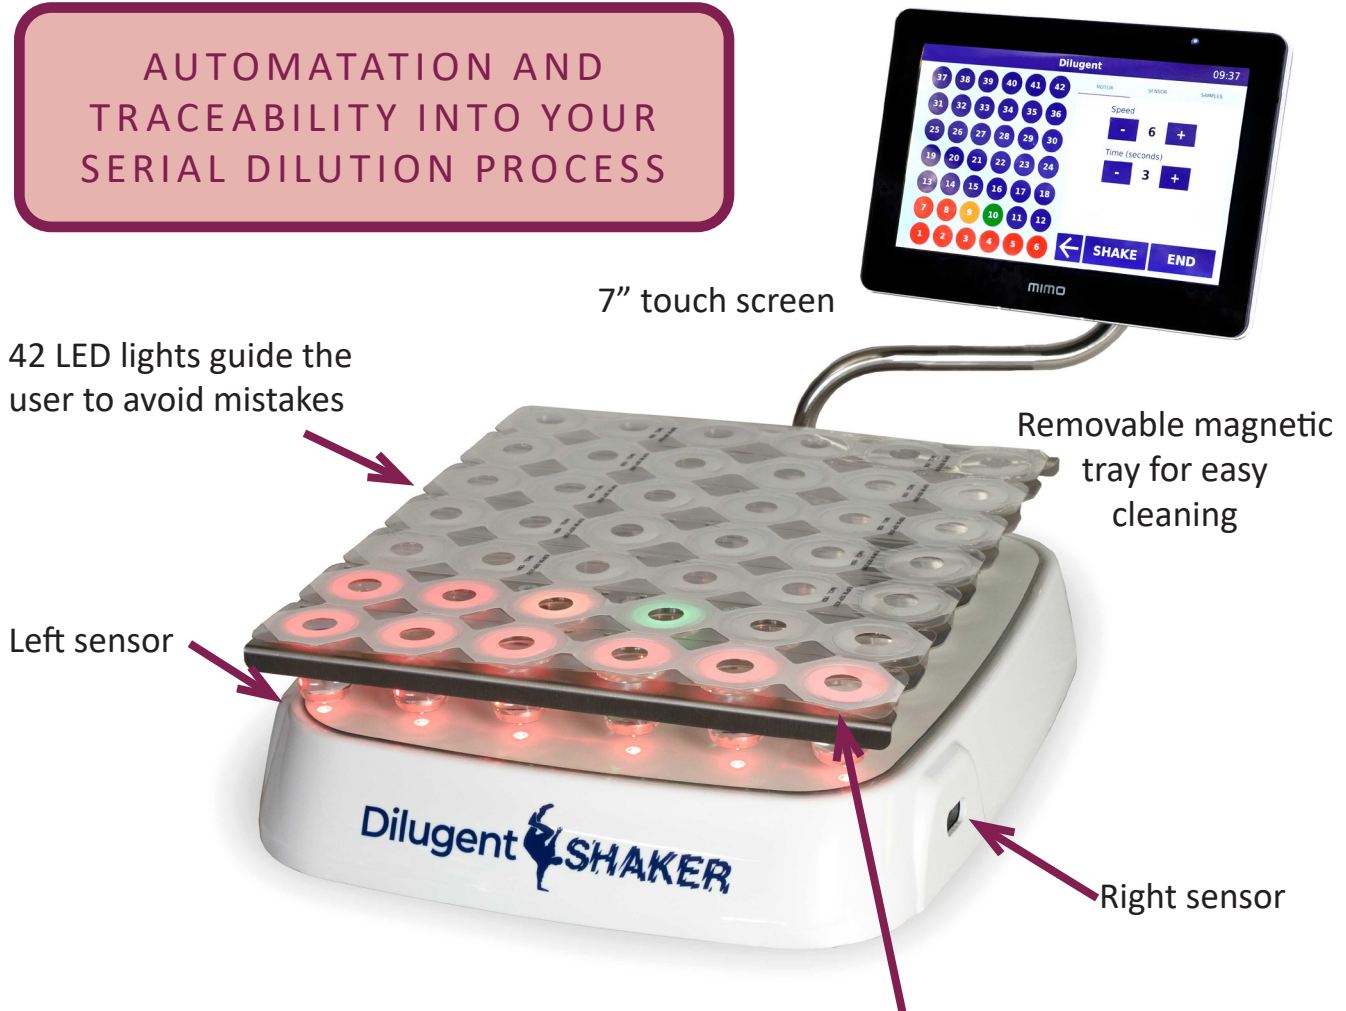 AUTOMATATION AND
TRACEABILITY INTO YOUR
SERIAL DILUTION PROCESS
Dilugent 09:37
MOTOR SENSOR SAMPLES
37 38 39 40 41 42
31 32 33 34 35 36
25 26 27 28 29 30
19 20 21 22 23 24
13 14 15 16 17 18
7 8 9 10 11 12
1 2 3 4 5 6
Speed
- 6 +
Time (seconds)
- 3 +
SHAKE END
mimo
7” touch screen
42 LED lights guide the
user to avoid mistakes
Removable magnetic
tray for easy
cleaning
Left sensor
Dilugent SHAKER
Right sensor